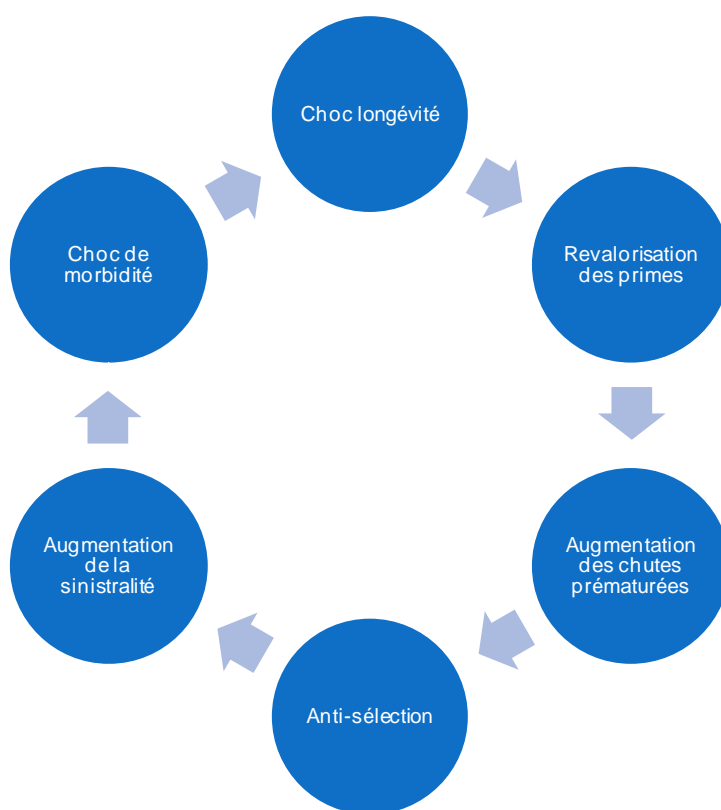 Choc longévité
Revalorisation
des primes
Augmentation
des chutes
prématurées
Anti-sélection
Augmentation
de la
sinistralité
Choc de
morbidité